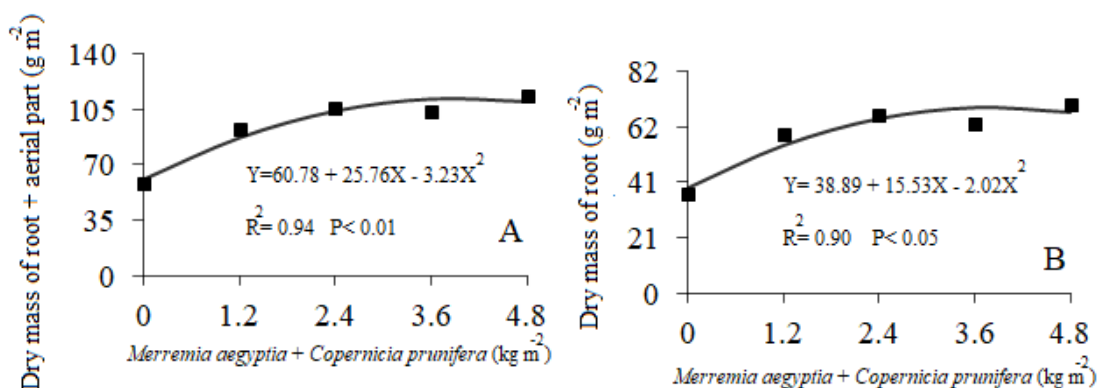 Dry mass of root + aerial part (g m⁻²)
140
105
70
35
0
Y=60.78 + 25.76X - 3.23X²
R²= 0.94 P< 0.01
A
0 1.2 2.4 3.6 4.8
Merremia aegyptia + Copernicia prunifera (kg m⁻²)
Dry mass of root (g m⁻²)
82
62
41
21
0
Y= 38.89 + 15.53X - 2.02X²
R²= 0.90 P< 0.05
B
0 1.2 2.4 3.6 4.8
Merremia aegyptia + Copernicia prunifera (kg m⁻²)